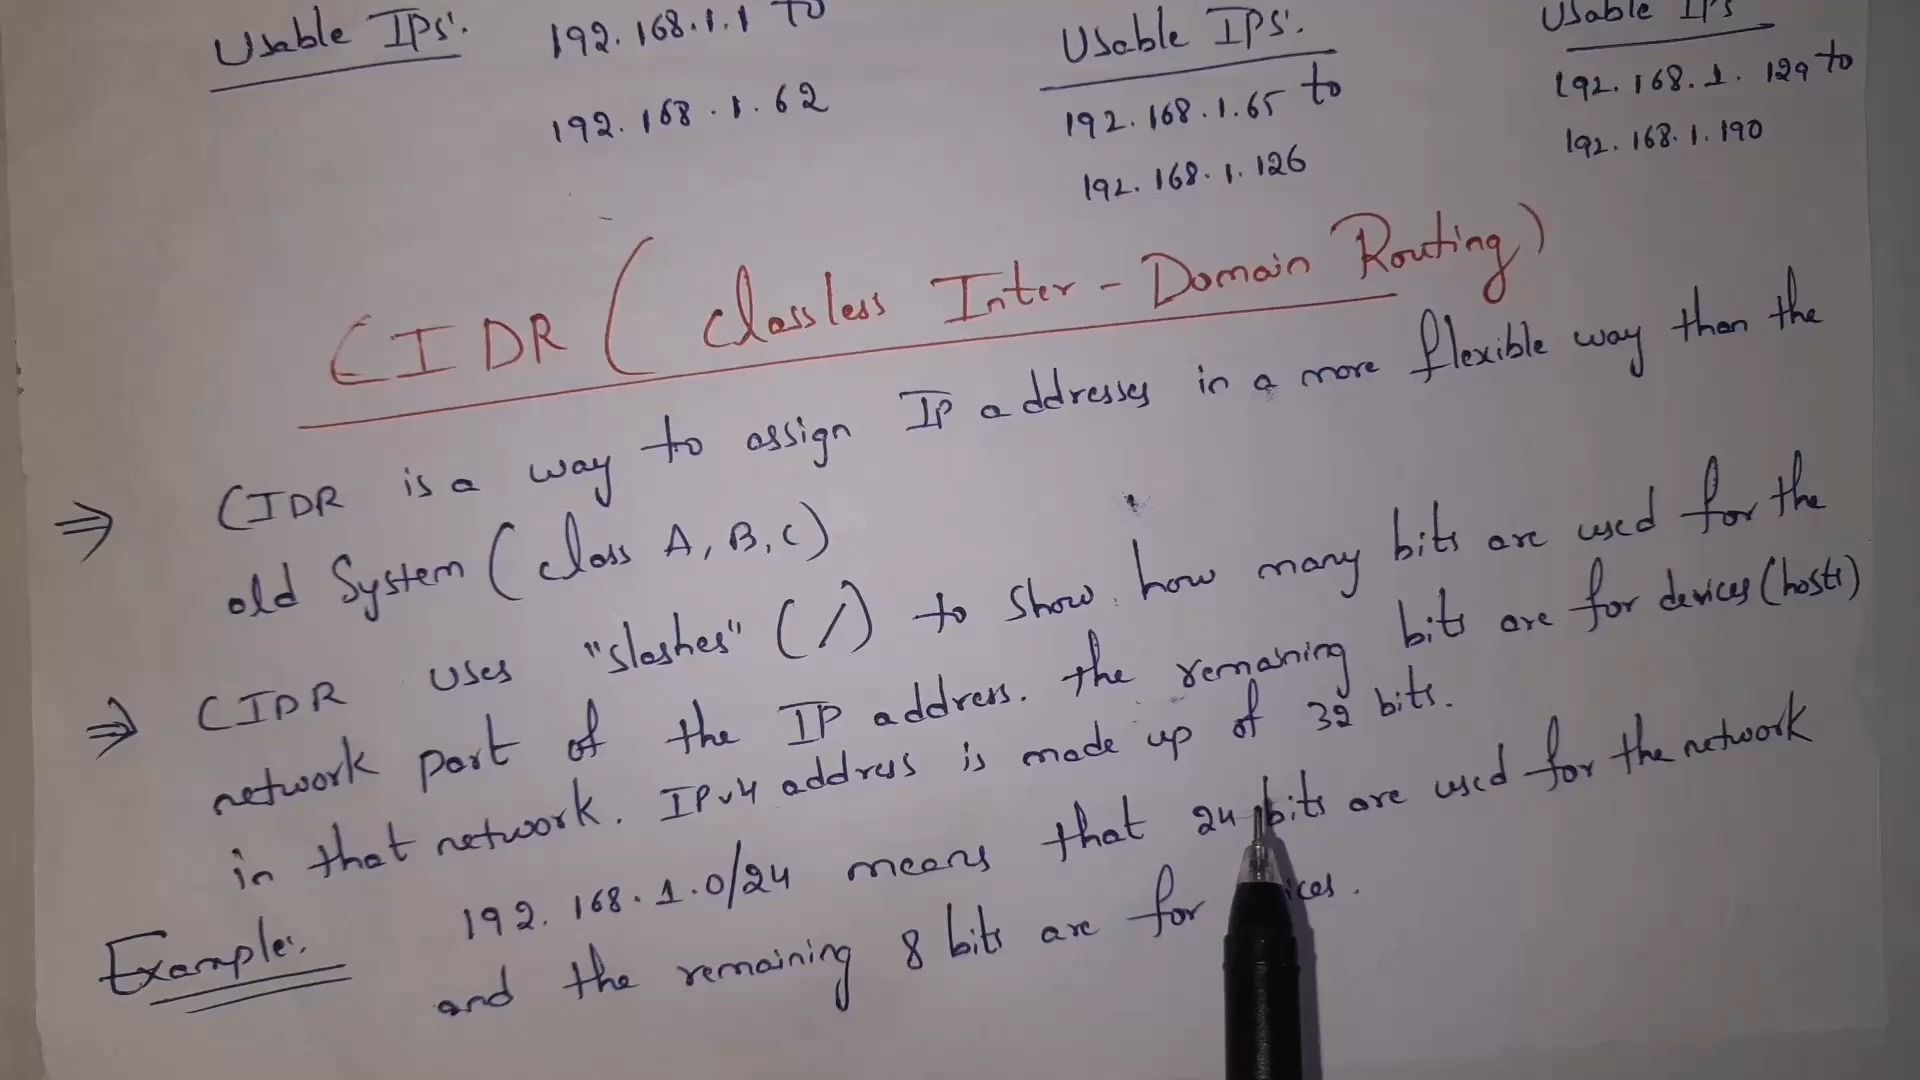 Usable IPs: 192.168.1.1 to
192.168.1.62
Usable IPs:
192.168.1.65 to
192.168.1.126
Usable IPs
192.168.1.129 to
192.168.1.190
CIDR (Classless Inter-Domain Routing)
⇒ CIDR is a way to assign IP addresses in a more flexible way than the
old System (class A, B, C)
⇒ CIDR uses "slashes" (/) to show how many bits are used for the
network part of the IP address. The remaining bits are for devices (hosts)
in that network. IPv4 address is made up of 32 bits.
Example: 192.168.1.0/24 means that 24 bits are used for the network
and the remaining 8 bits are for